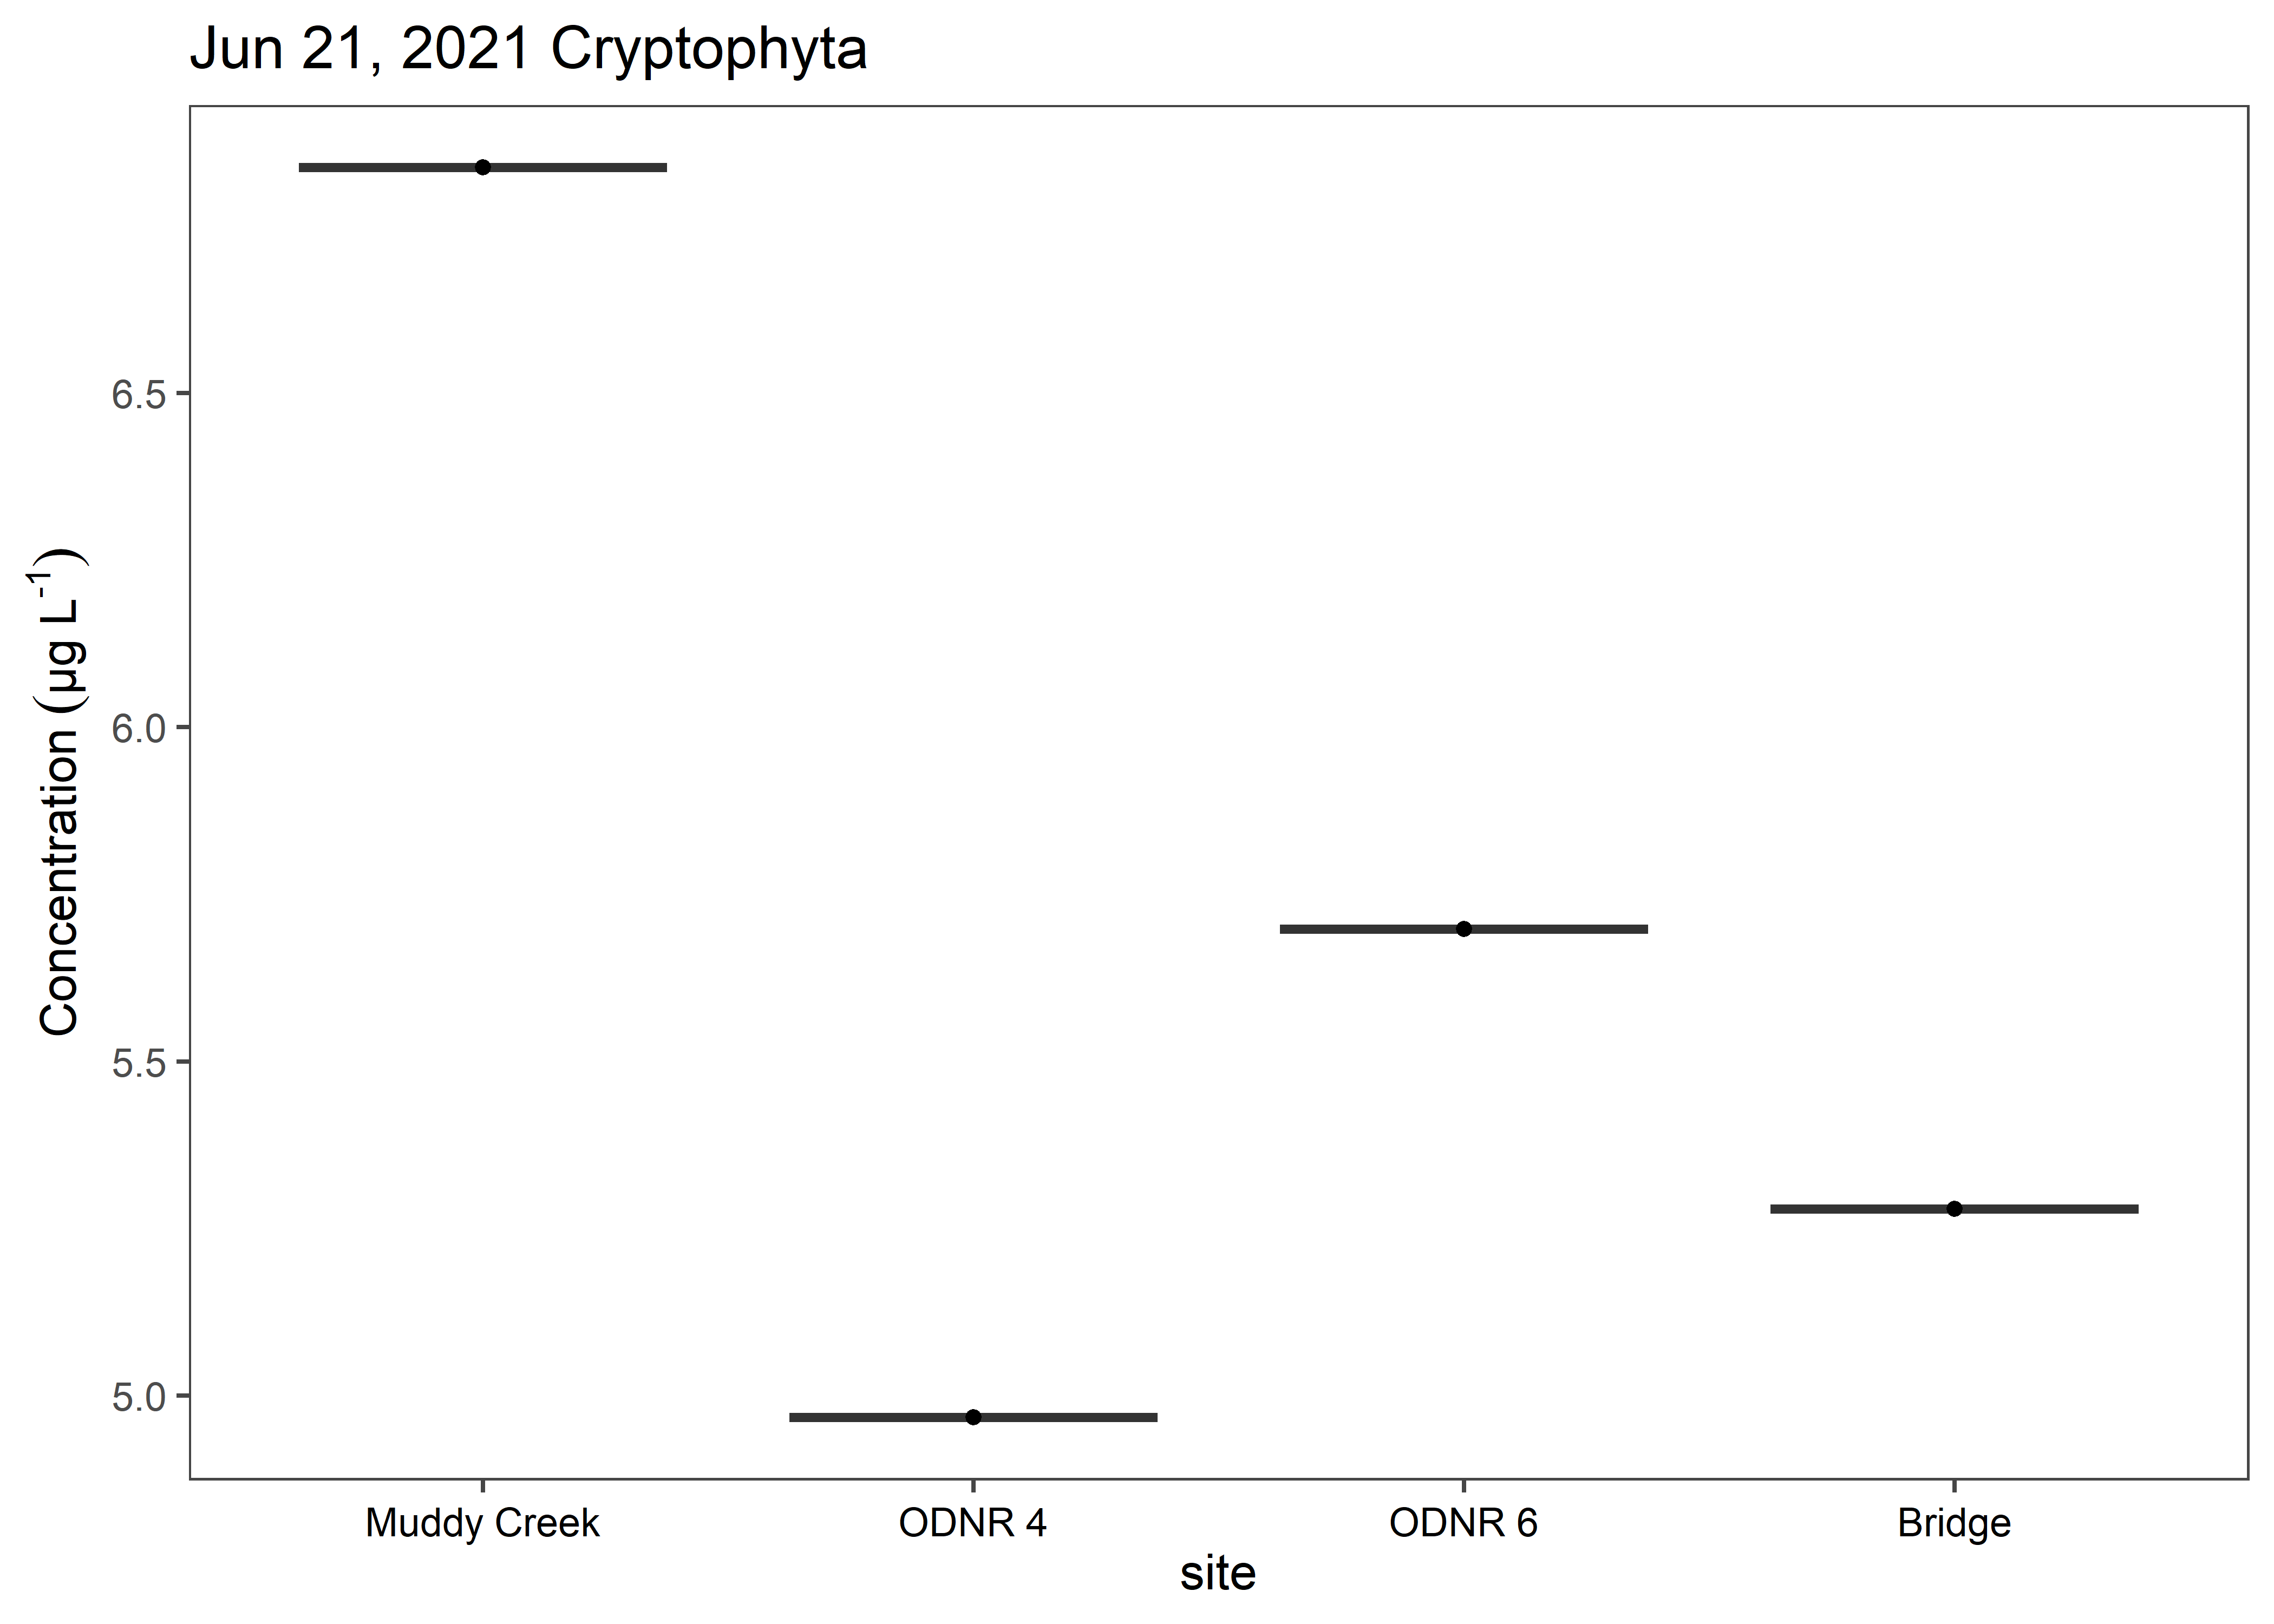 Jun 21, 2021 Cryptophyta
Concentration (µg L⁻¹)
6.5
6.0
5.5
5.0
Muddy Creek
ODNR 4
ODNR 6
Bridge
site